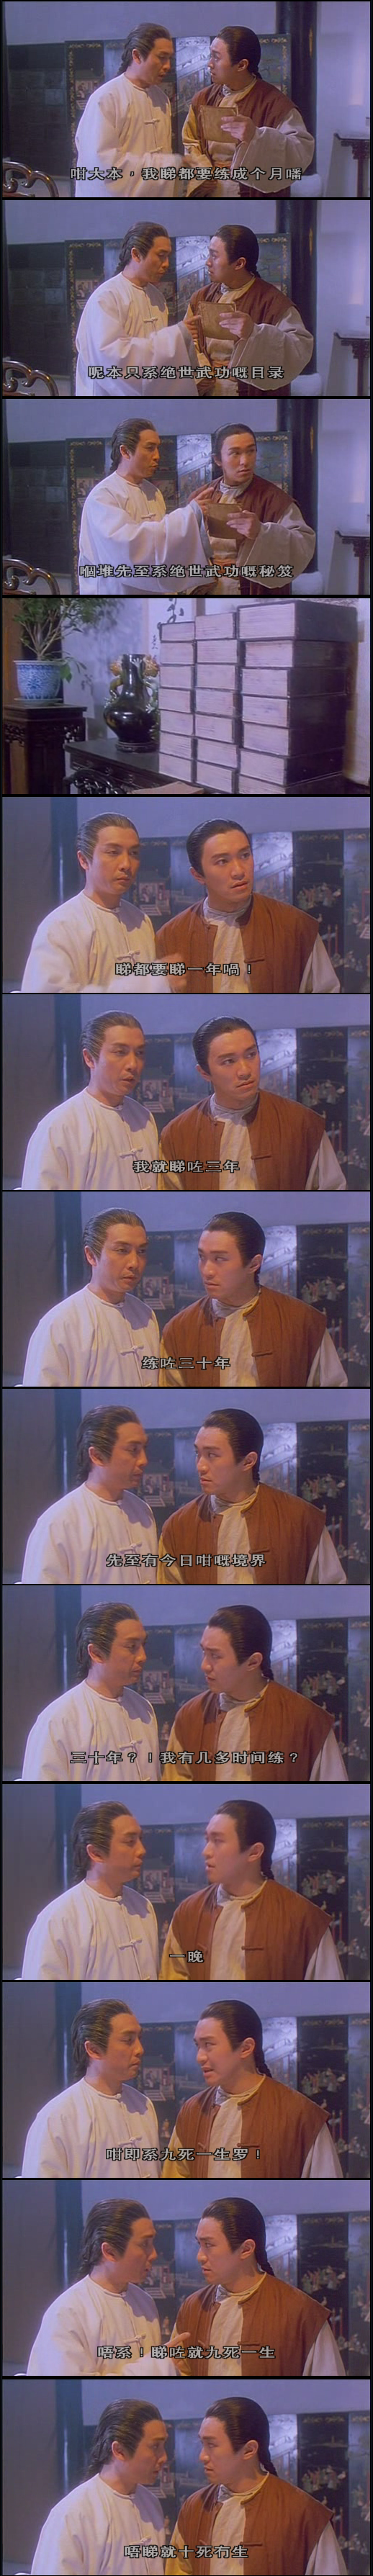 咁大本，我睇都要练成个月噃
呢本只系绝世武功嘅目录
嗰堆先至系绝世武功嘅秘笈
睇都要睇一年喎！
我就睇咗三年
练咗三十年
先至有今日咁嘅境界
三十年？！我有几多时间练？
一晚
咁即系九死一生罗！
唔系！睇咗就九死一生
唔睇就十死冇生